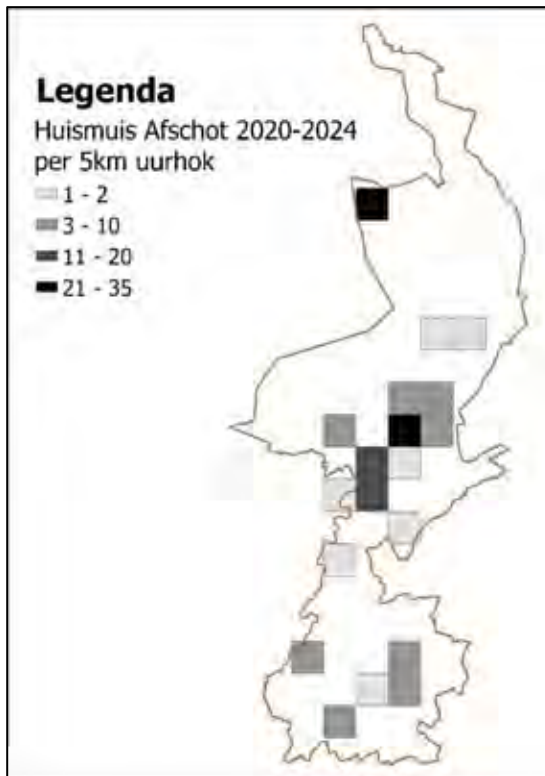 Legenda
Huismuis Afschot 2020-2024
per 5km uurhok
1 - 2
3 - 10
11 - 20
21 - 35